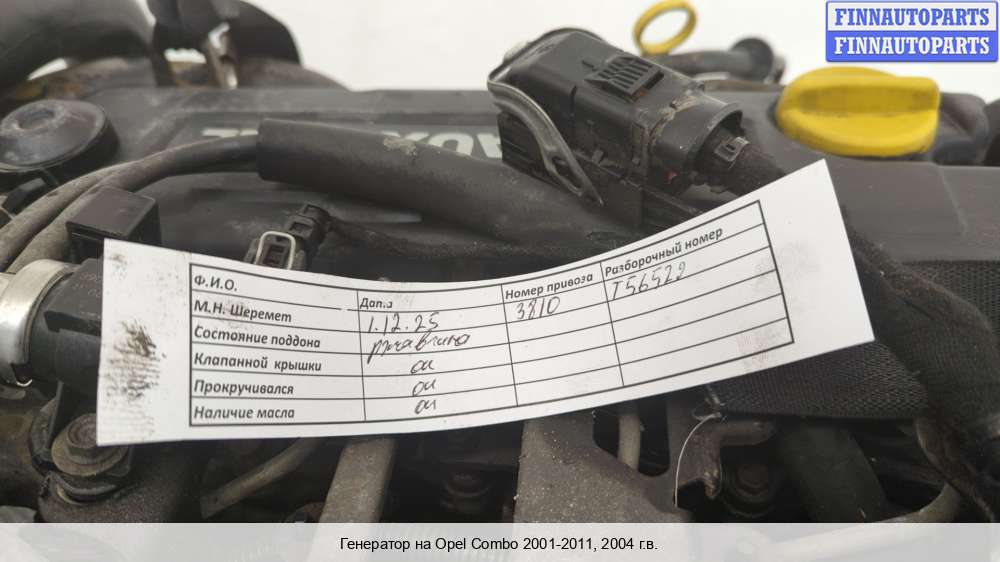 FINNAUTOPARTS
FINNAUTOPARTS
Ф.И.О. Дата Номер привоза Разборочный номер
М.Н. Шеремет 1.12.25 3810 T56522
Состояние поддона ржавчина
Клапанной крышки ок
Прокручивался ок
Наличие масла ок
Генератор на Opel Combo 2001-2011, 2004 г.в.